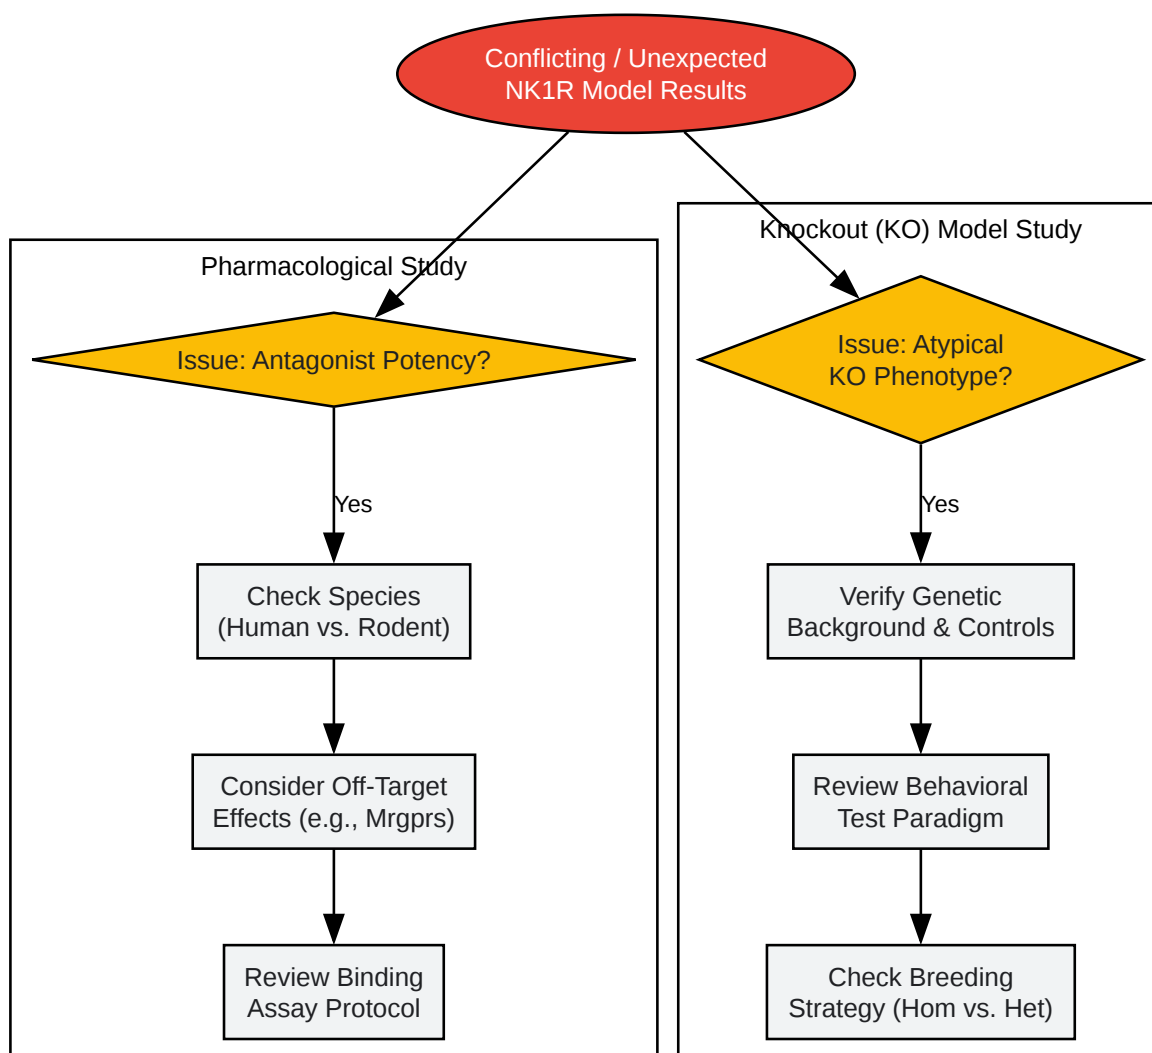 Conflicting / Unexpected
NK1R Model Results
Pharmacological Study
Issue: Antagonist Potency?
Yes
Check Species
(Human vs. Rodent)
Consider Off-Target
Effects (e.g., Mrgprs)
Review Binding
Assay Protocol
Knockout (KO) Model Study
Issue: Atypical
KO Phenotype?
Yes
Verify Genetic
Background & Controls
Review Behavioral
Test Paradigm
Check Breeding
Strategy (Hom vs. Het)